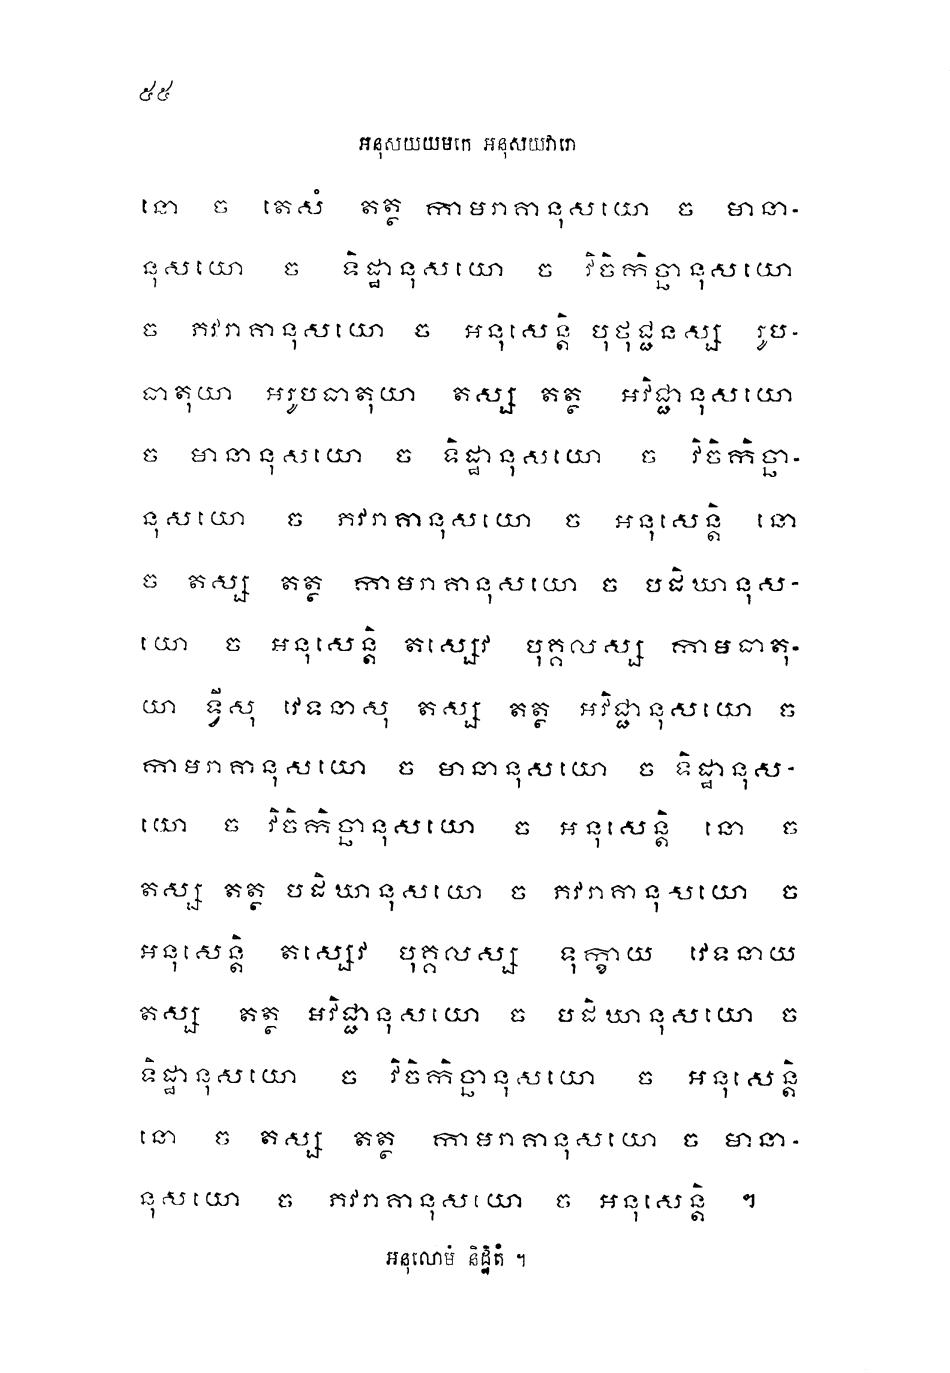 ៥៥
អនុសយយមកេ អនុសយវារោ
នោ ច តេសំ តត្ថ កាមរាគានុសយោ ច មានា-
នុសយោ ច ទិដ្ឋានុសយោ ច វិចិកិច្ឆានុសយោ
ច ភវរាគានុសយោ ច អនុសេន្តិ បុថុជ្ជនស្ស រូប-
ធាតុយា អរូបធាតុយា តស្ស តត្ថ អវិជ្ជានុសយោ
ច មានានុសយោ ច ទិដ្ឋានុសយោ ច វិចិកិច្ឆា-
នុសយោ ច ភវរាគានុសយោ ច អនុសេន្តិ នោ
ច តស្ស តត្ថ កាមរាគានុសយោ ច បដិឃានុស-
យោ ច អនុសេន្តិ តស្សេវ បុគ្គលស្ស កាមធាតុ-
យា ទ្វីសុ វេទនាសុ តស្ស តត្ថ អវិជ្ជានុសយោ ច
កាមរាគានុសយោ ច មានានុសយោ ច ទិដ្ឋានុស-
យោ ច វិចិកិច្ឆានុសយោ ច អនុសេន្តិ នោ ច
តស្ស តត្ថ បដិឃានុសយោ ច ភវរាគានុសយោ ច
អនុសេន្តិ តស្សេវ បុគ្គលស្ស ទុក្ខាយ វេទនាយ
តស្ស តត្ថ អវិជ្ជានុសយោ ច បដិឃានុសយោ ច
ទិដ្ឋានុសយោ ច វិចិកិច្ឆានុសយោ ច អនុសេន្តិ
នោ ច តស្ស តត្ថ កាមរាគានុសយោ ច មានា-
នុសយោ ច ភវរាគានុសយោ ច អនុសេន្តិ ។
អនុលោមំ និដ្ឋិតំ ។